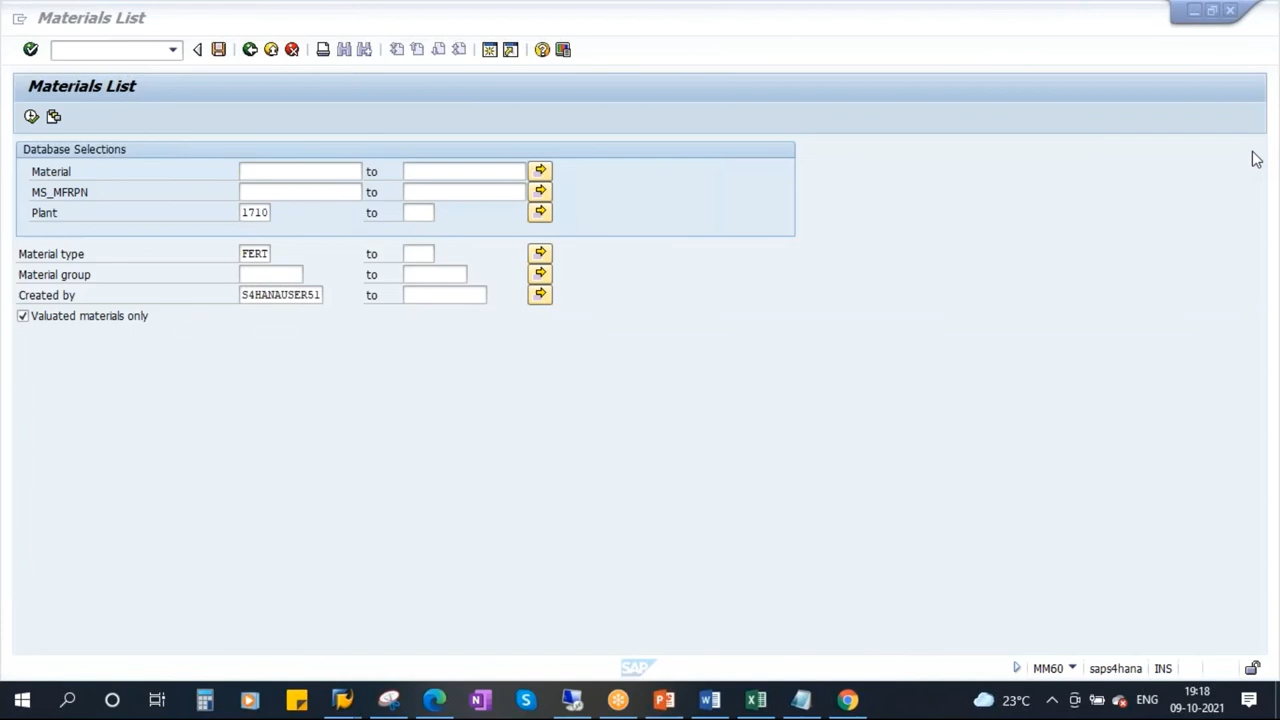 Materials List
Materials List
Database Selections
Material to
MS_MFRPN to
Plant 1710 to
Material type FERT to
Material group to
Created by S4HANAUSER51 to
Valuated materials only
SAP
MM60 saps4hana INS
23°C ENG 19:18
09-10-2021